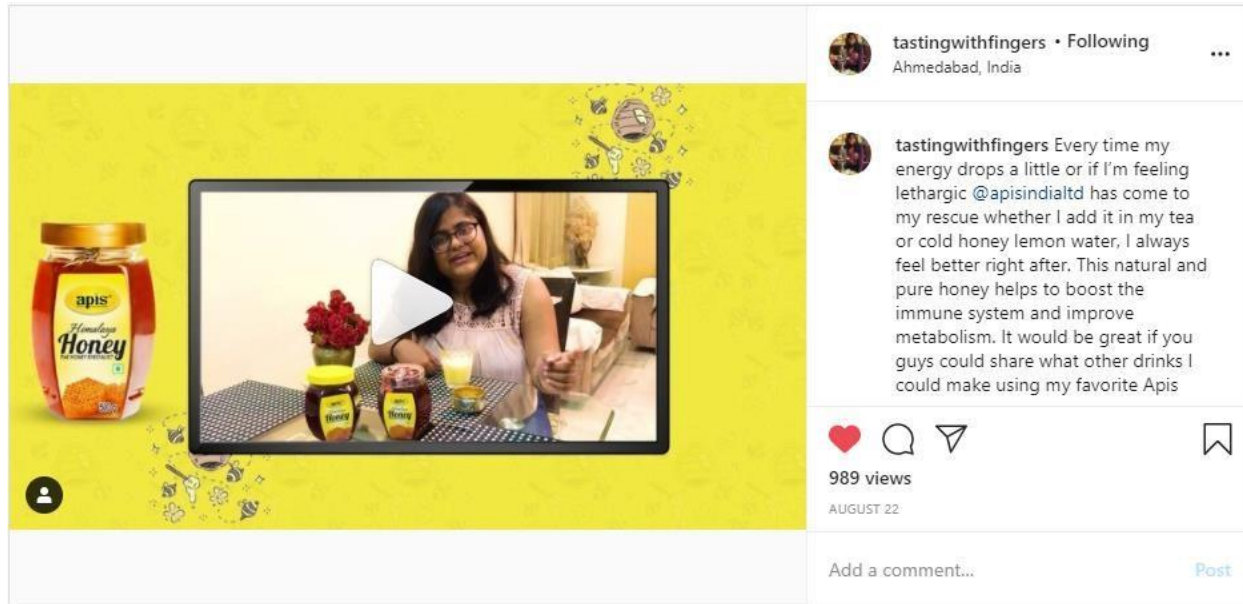 tastingwithfingers • Following
Ahmedabad, India
tastingwithfingers Every time my
energy drops a little or if I'm feeling
lethargic @apisindialtd has come to
my rescue whether I add it in my tea
or cold honey lemon water, I always
feel better right after. This natural and
pure honey helps to boost the
immune system and improve
metabolism. It would be great if you
guys could share what other drinks I
could make using my favorite Apis
apis
Himalaya
Honey
THE HONEY SPECIALIST
Honey
Honey
989 views
AUGUST 22
Add a comment...
Post